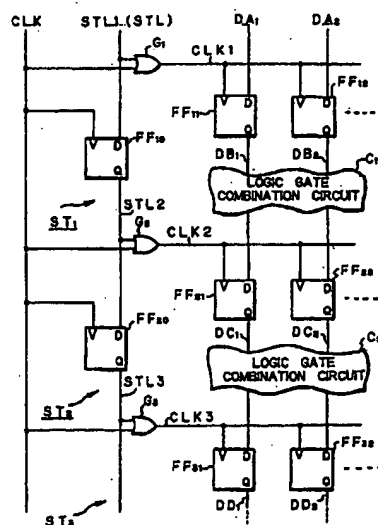 CLK STL1(STL) DA₁ DA₂
G₁ CLK1
FF₁₁ D Q D Q FF₁₂
D Q FF₁₀
DB₁ DB₂ C₁
LOGIC GATE
COMBINATION CIRCUIT
ST₁ STL2
G₂ CLK2
FF₂₁ D Q D Q FF₂₂
D Q FF₂₀
DC₁ DC₂ C₂
LOGIC GATE
COMBINATION CIRCUIT
STL3
ST₂
G₃ CLK3
FF₃₁ D Q D Q FF₃₂
ST₃ DD₁ DD₂